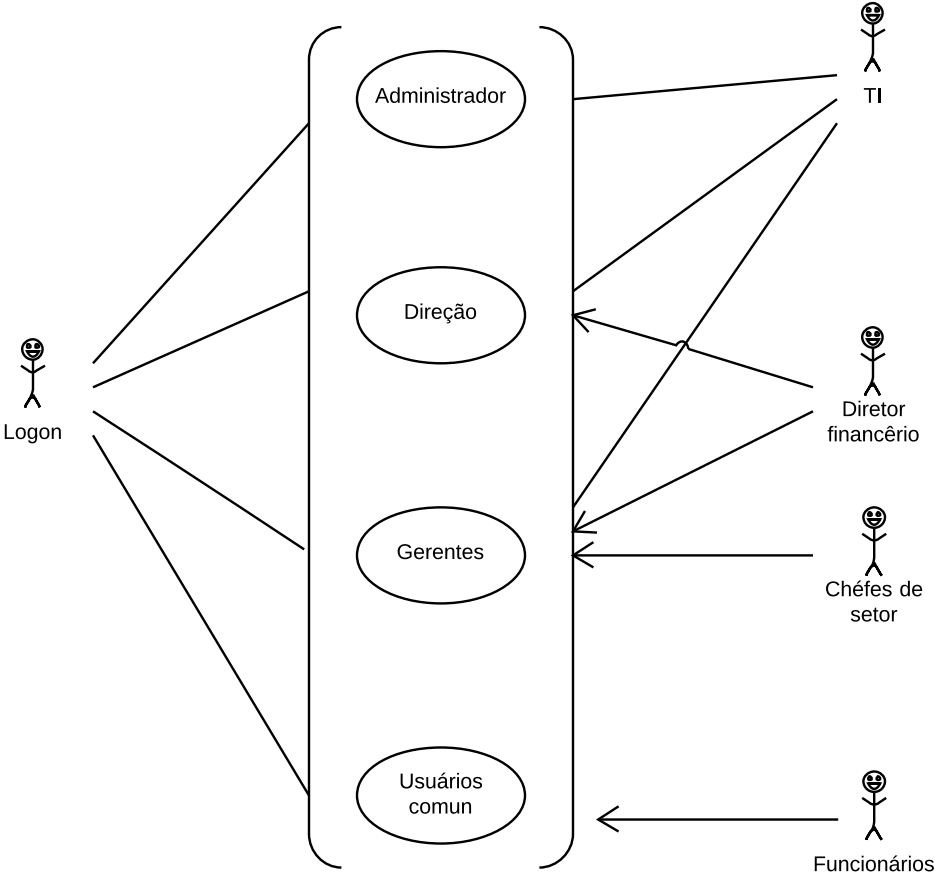 Administrador
TI
Direção
Logon
Diretor
financêrio
Gerentes
Chéfes de
setor
Usuários
comun
Funcionários